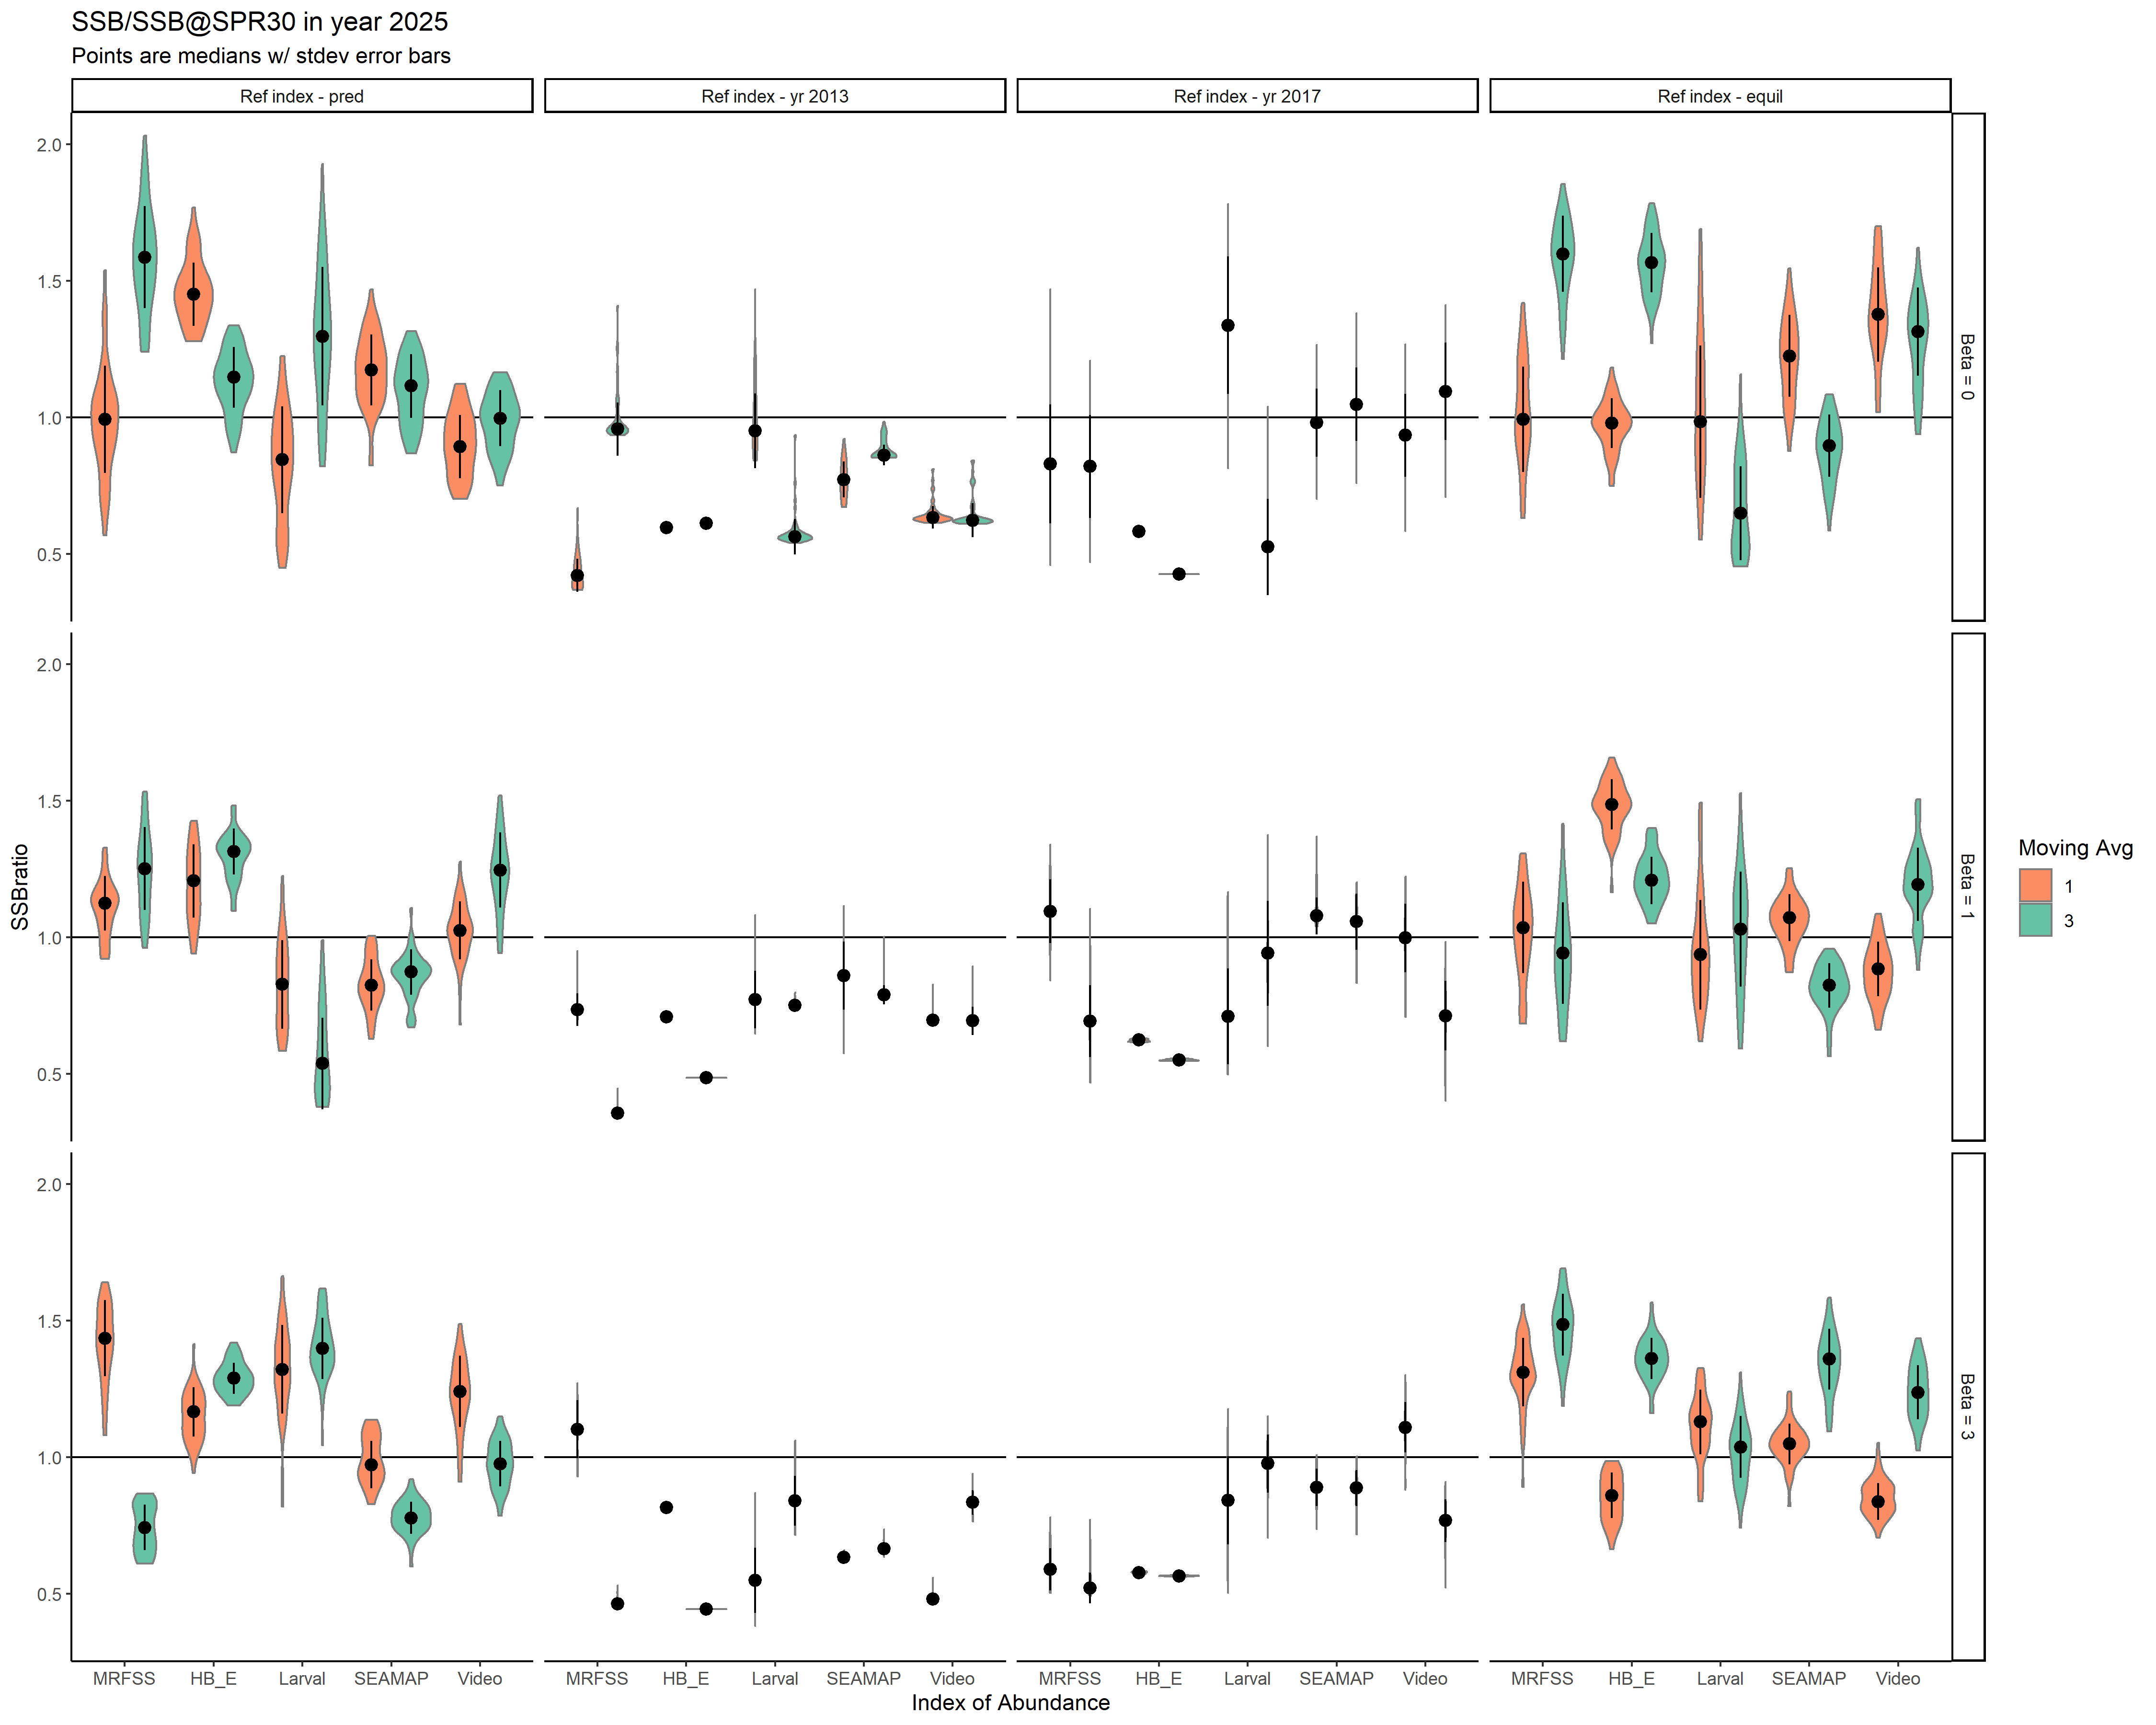 SSB/SSB@SPR30 in year 2025
Points are medians w/ stdev error bars
Ref index - pred
Ref index - yr 2013
Ref index - yr 2017
Ref index - equil
2.0
1.5
1.0
0.5
Beta = 0
2.0
1.5
1.0
0.5
Beta = 1
2.0
1.5
1.0
0.5
Beta = 3
SSBratio
MRFSS HB_E Larval SEAMAP Video
MRFSS HB_E Larval SEAMAP Video
MRFSS HB_E Larval SEAMAP Video
MRFSS HB_E Larval SEAMAP Video
Index of Abundance
Moving Avg
1
3